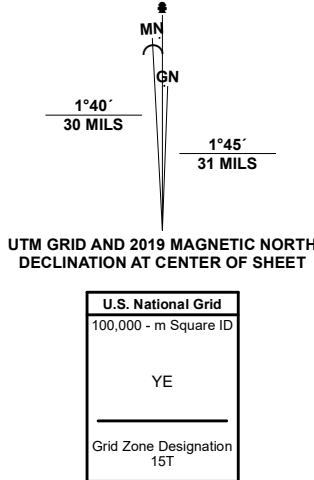 MN
GN
1°40´
30 MILS
1°45´
31 MILS
UTM GRID AND 2019 MAGNETIC NORTH
DECLINATION AT CENTER OF SHEET
U.S. National Grid
100,000 - m Square ID
YE
Grid Zone Designation
15T